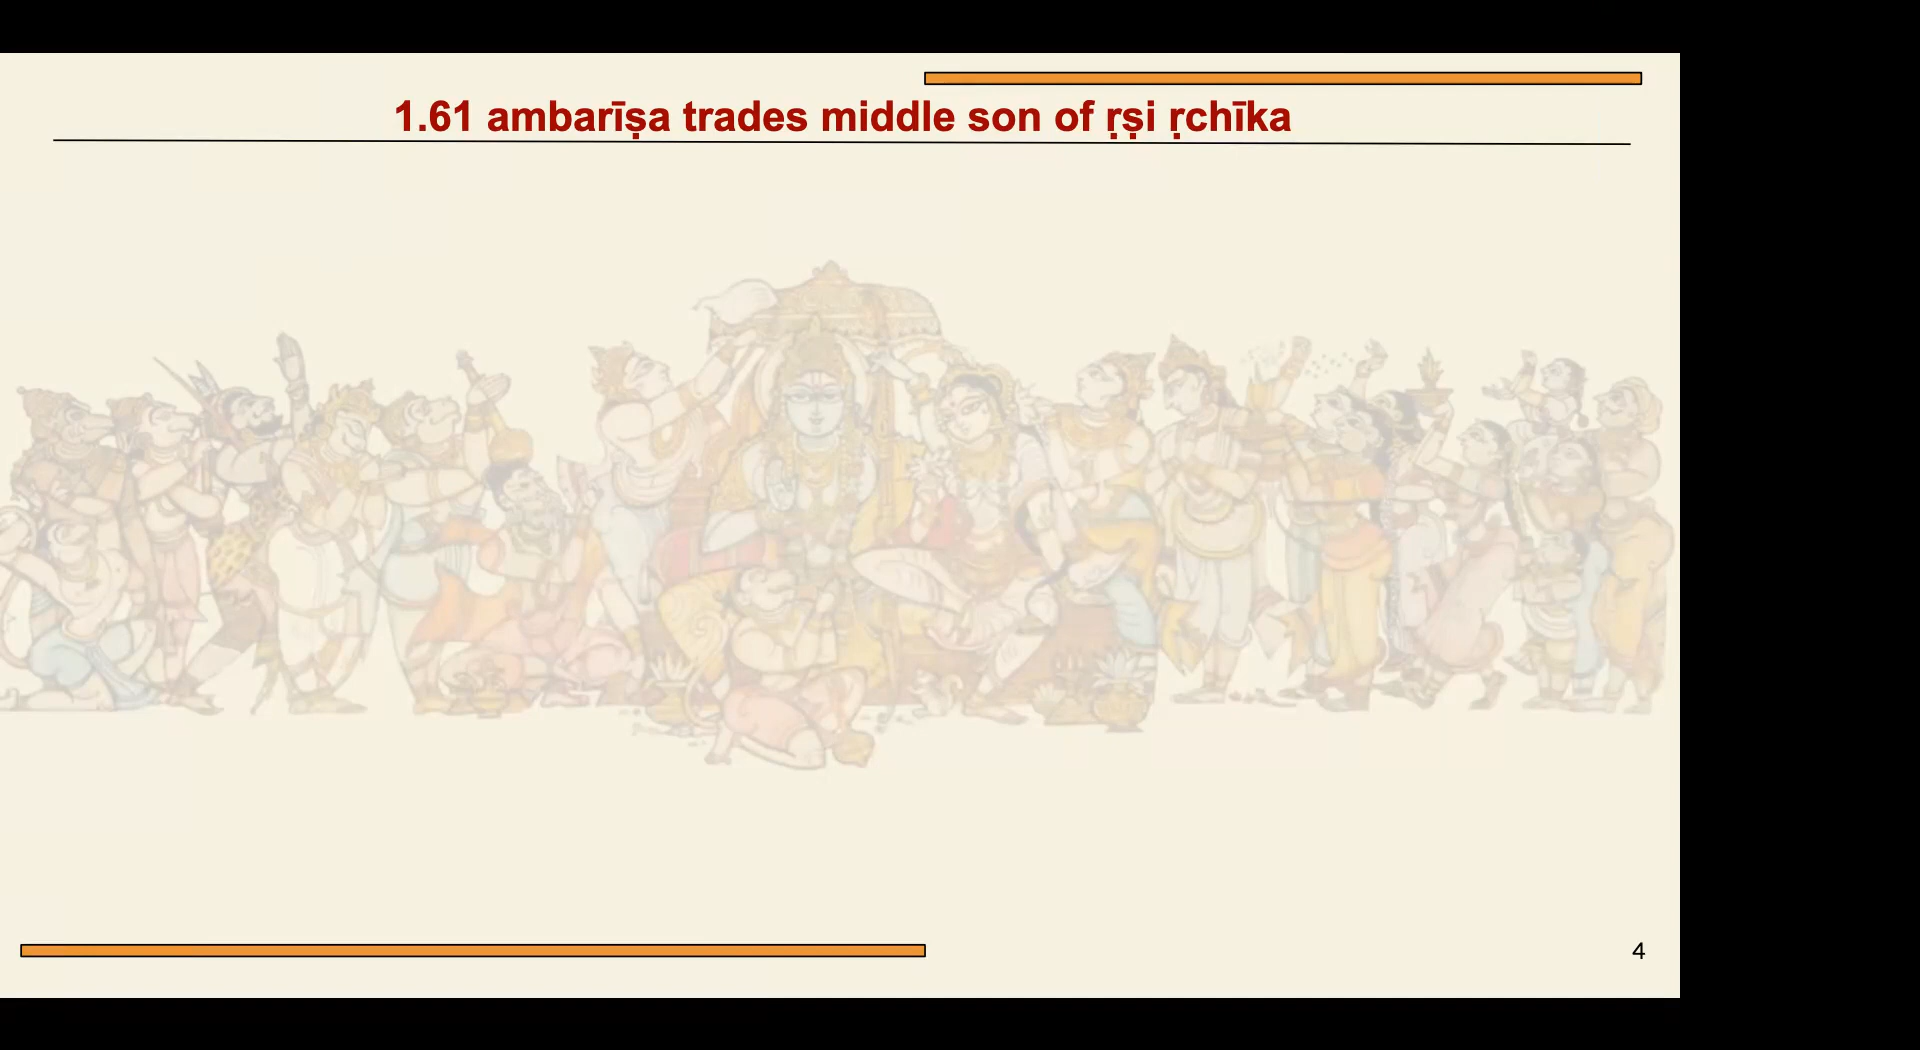 1.61 ambarīṣa trades middle son of ṛṣi ṛchīka
4